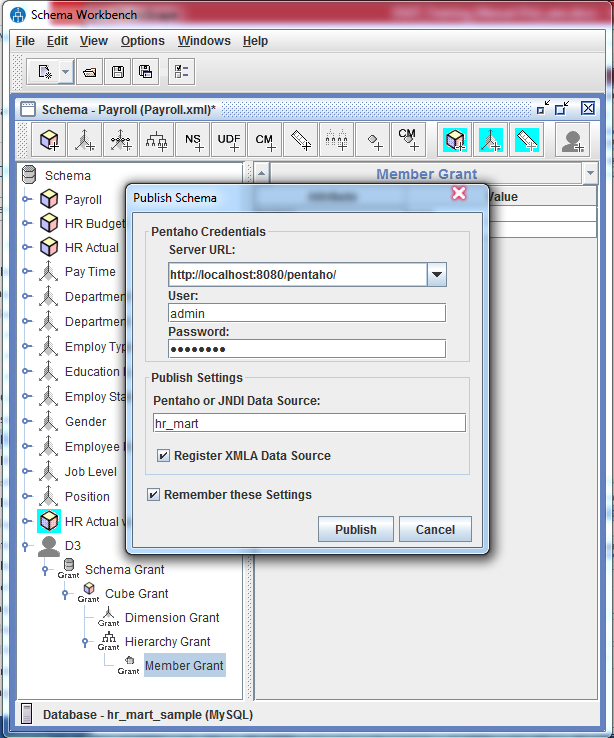 Schema Workbench
File Edit View Options Windows Help
Schema - Payroll (Payroll.xml)*
NS UDF CM CM
Schema
Member Grant
Value
Payroll
HR Budget
HR Actual
Pay Time
Department
Department
Employ Typ
Education
Employ Sta
Gender
Employee
Job Level
Position
HR Actual
D3
Grant Schema Grant
Grant Cube Grant
Grant Dimension Grant
Grant Hierarchy Grant
Grant Member Grant
Publish Schema
Pentaho Credentials
Server URL:
http://localhost:8080/pentaho/
User:
admin
Password:
●●●●●●●●
Publish Settings
Pentaho or JNDI Data Source:
hr_mart
Register XMLA Data Source
Remember these Settings
Publish Cancel
Database - hr_mart_sample (MySQL)